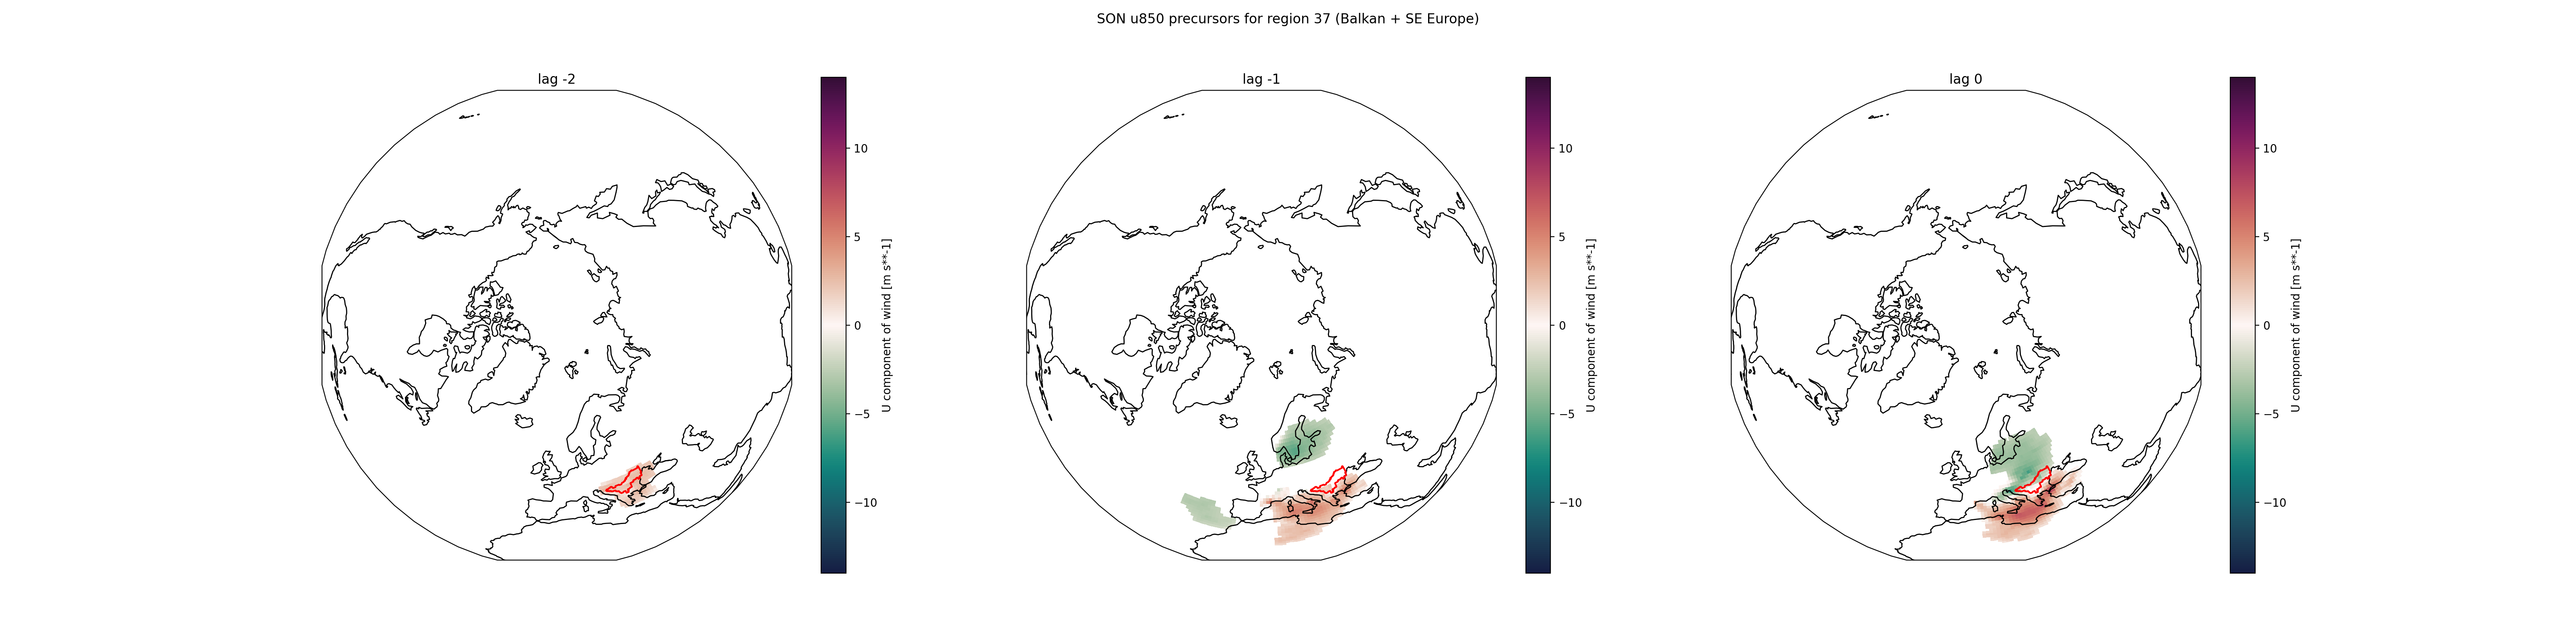 SON u850 precursors for region 37 (Balkan + SE Europe)
lag -2
10
5
0
−5
−10
U component of wind [m s**-1]
lag -1
10
5
0
−5
−10
U component of wind [m s**-1]
lag 0
10
5
0
−5
−10
U component of wind [m s**-1]